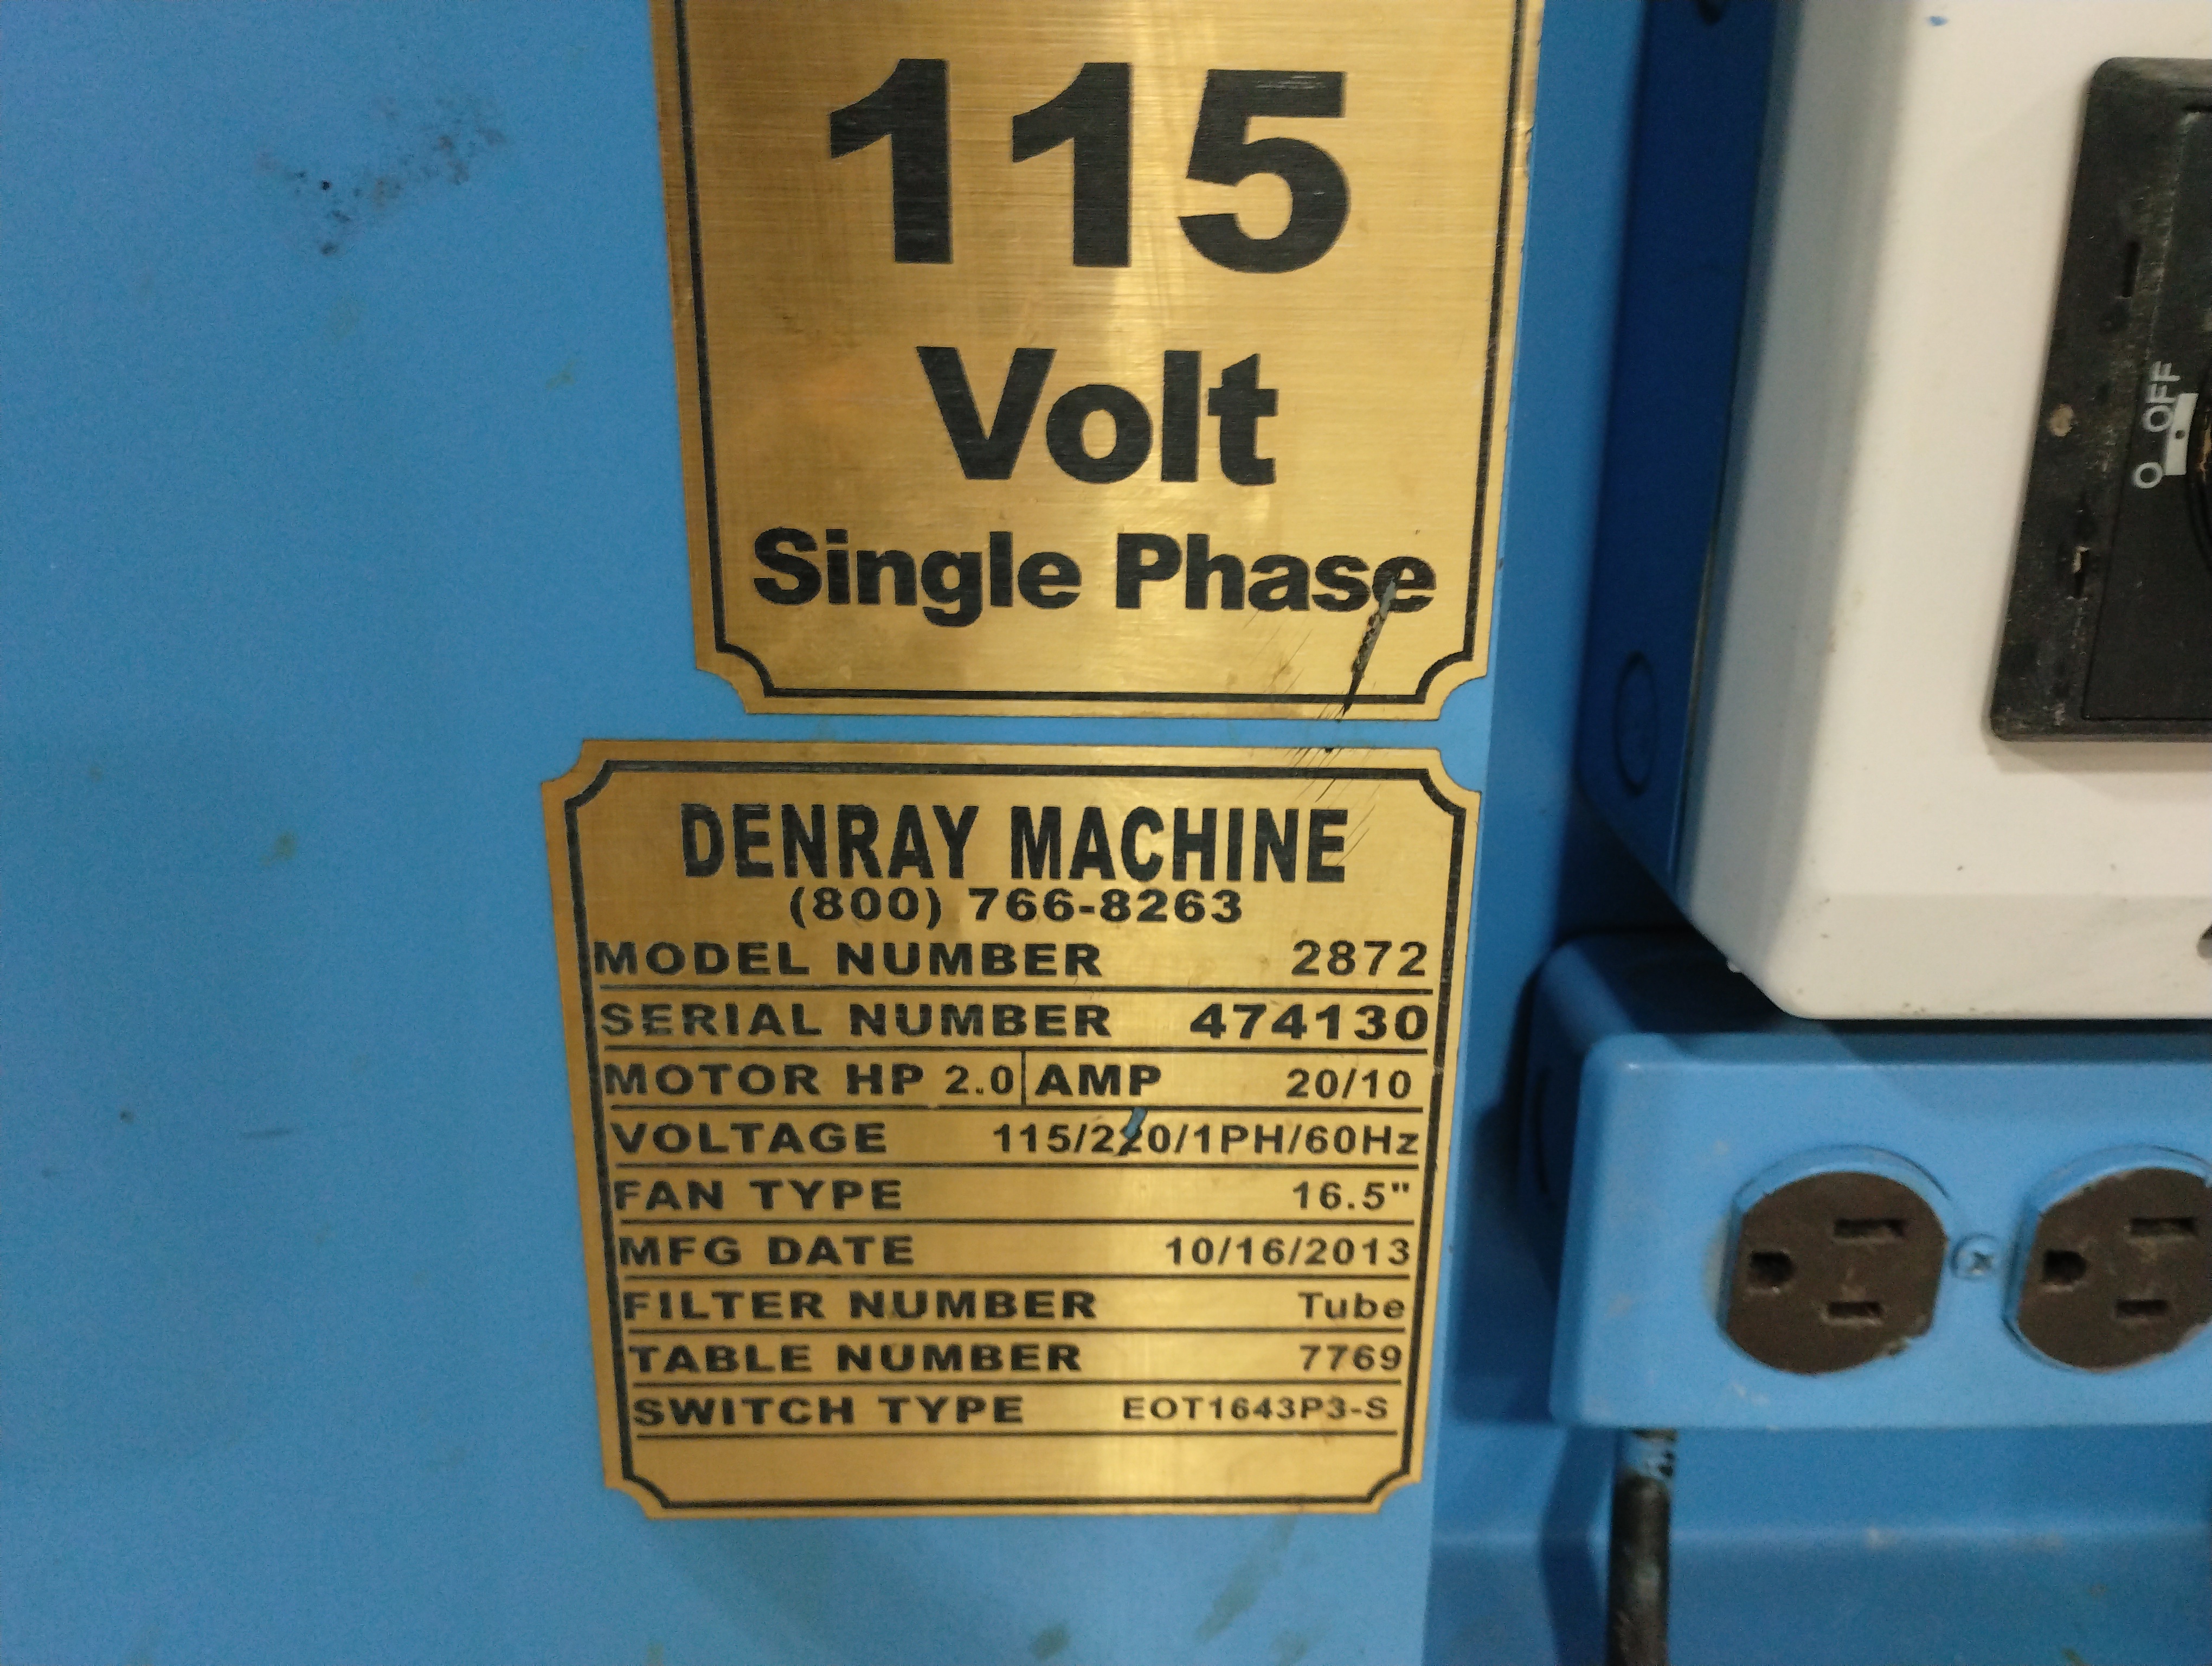 115
Volt
Single Phase
DENRAY MACHINE
(800) 766-8263
MODEL NUMBER 2872
SERIAL NUMBER 474130
MOTOR HP 2.0 AMP 20/10
VOLTAGE 115/220/1PH/60Hz
FAN TYPE 16.5"
MFG DATE 10/16/2013
FILTER NUMBER Tube
TABLE NUMBER 7769
SWITCH TYPE EOT1643P3-S
O OFF